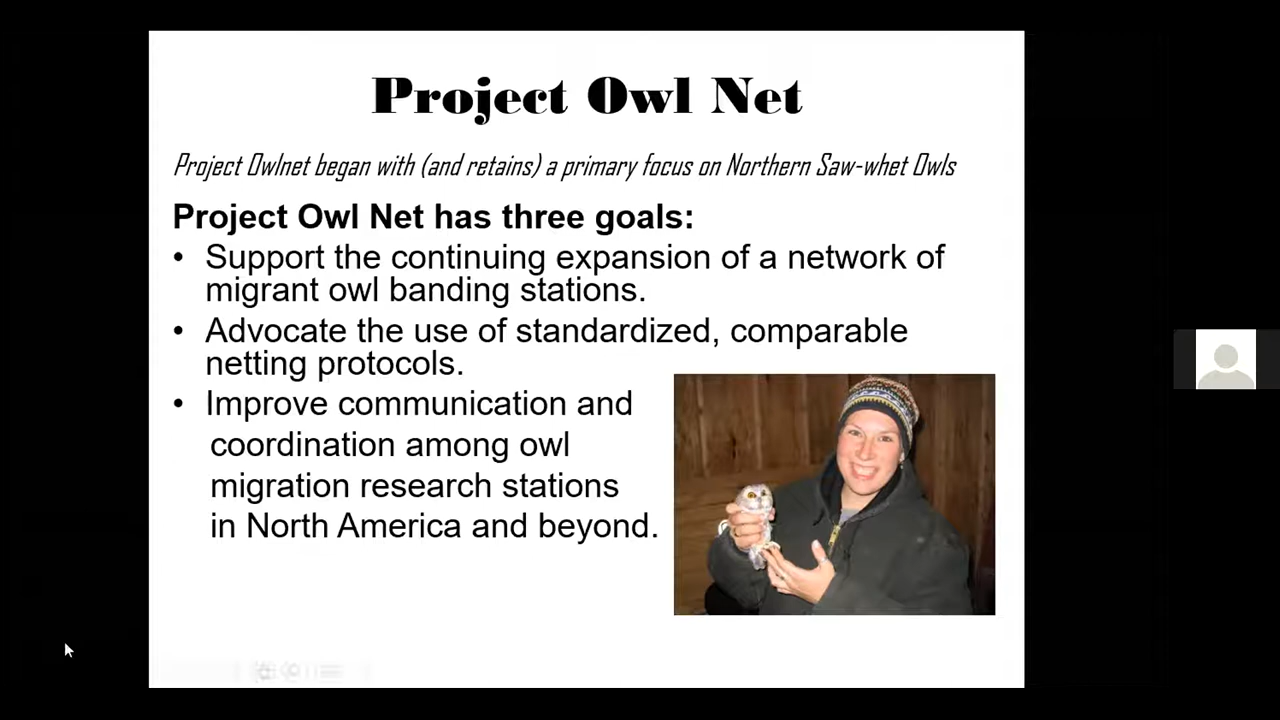 Project Owl Net
Project Owlnet began with (and retains) a primary focus on Northern Saw-whet Owls
Project Owl Net has three goals:
• Support the continuing expansion of a network of
migrant owl banding stations.
• Advocate the use of standardized, comparable
netting protocols.
• Improve communication and
coordination among owl
migration research stations
in North America and beyond.